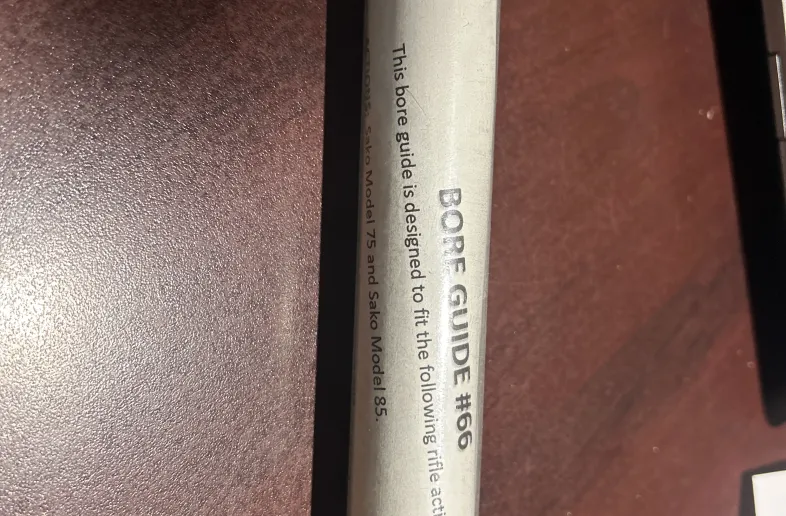 BORE GUIDE #66
This bore guide is designed to fit the following rifle acti
ACTIONS: Sako Model 75 and Sako Model 85.